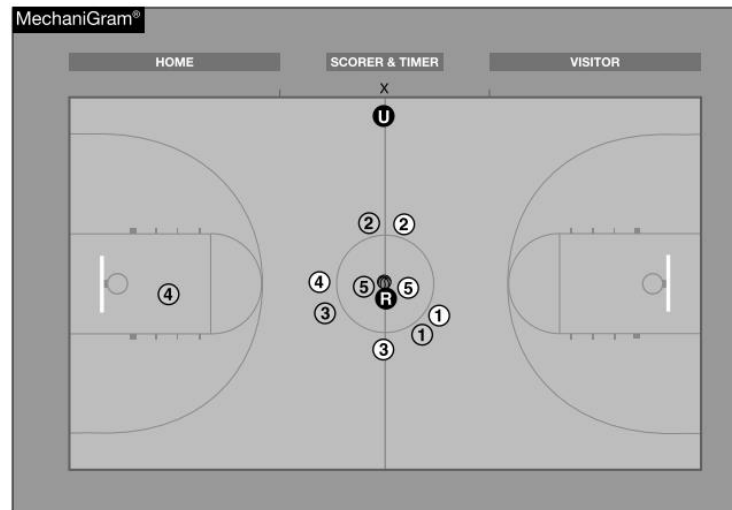 MechaniGram®
HOME SCORER & TIMER VISITOR
X
U
2 2
4 5 5
4
R
3 1
1
3